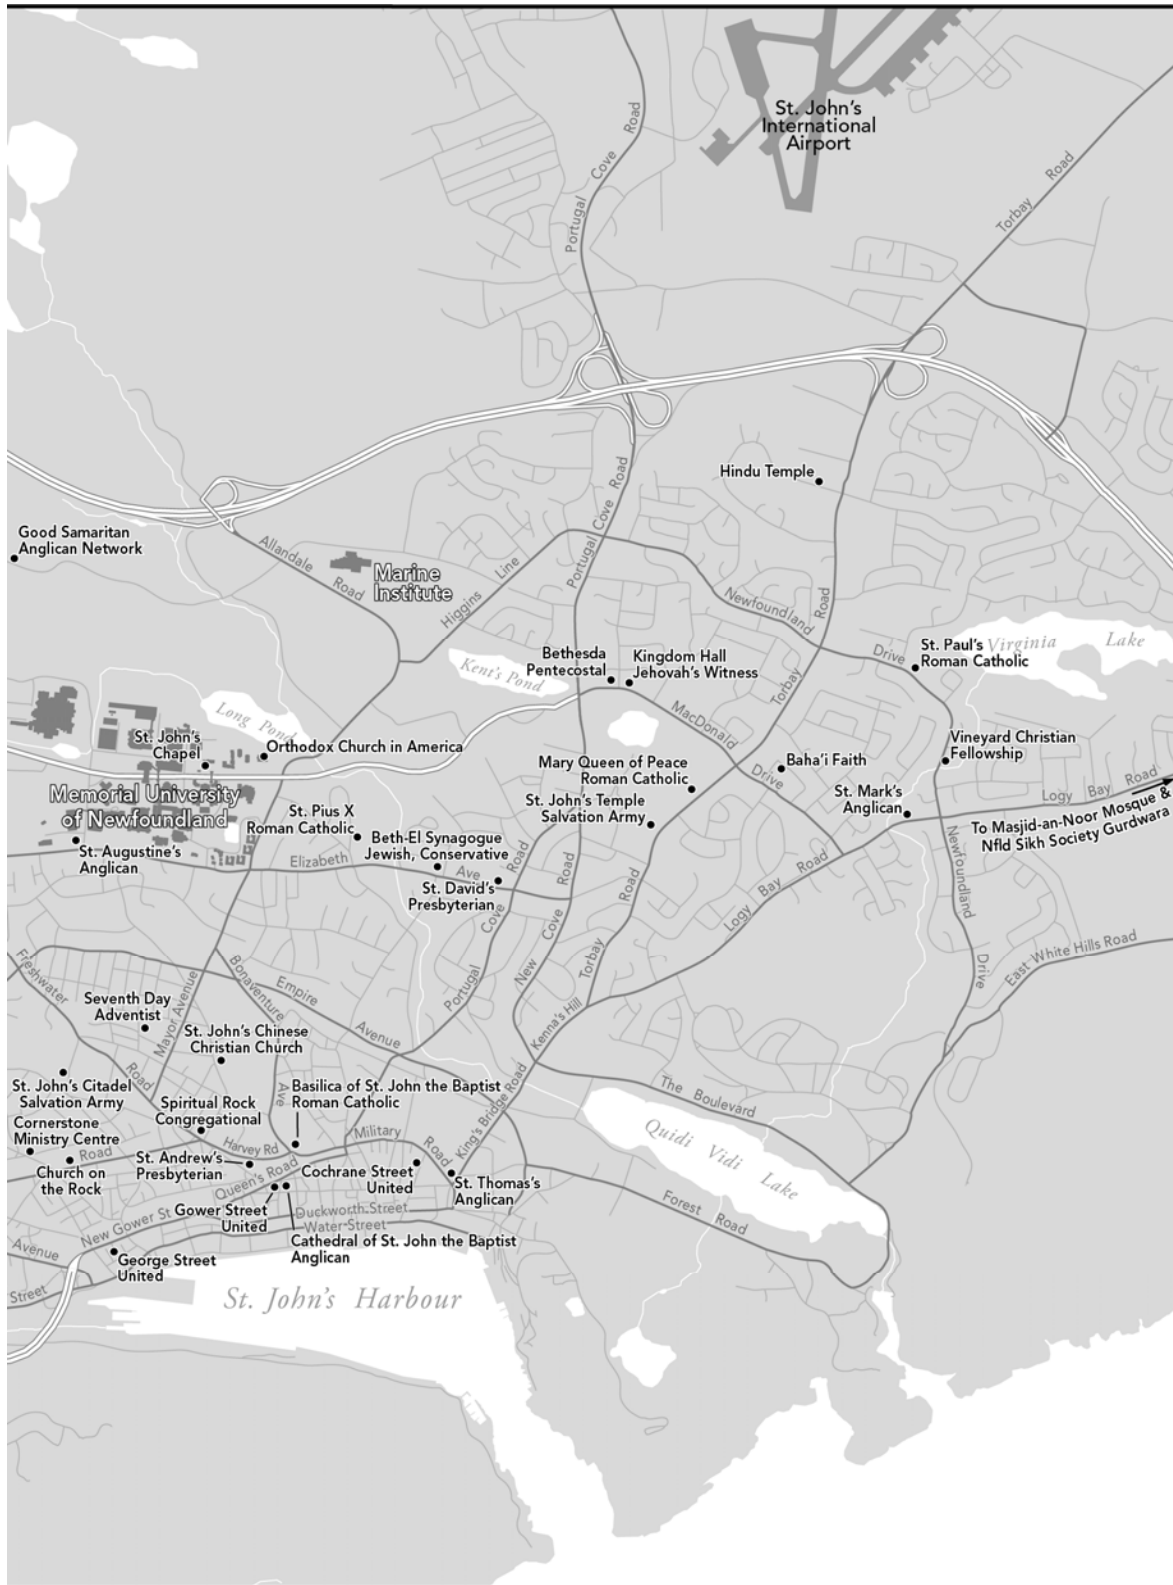 St. John's
International
Airport
Portugal Cove Road
Torbay Road
Hindu Temple
Portugal Cove Road
Good Samaritan
Anglican Network
Allandale Road
Marine
Institute
Higgins Line
Newfoundland Drive
Torbay Road
Bethesda
Pentecostal
Kingdom Hall
Jehovah's Witness
St. Paul's
Roman Catholic
Virginia Lake
Kent's Pond
Long Pond
MacDonald Drive
St. John's
Chapel
Orthodox Church in America
Mary Queen of Peace
Roman Catholic
Baha'i Faith
Vineyard Christian
Fellowship
Memorial University
of Newfoundland
St. Pius X
Roman Catholic
St. John's Temple
Salvation Army
St. Mark's
Anglican
Logy Bay Road
To Masjid-an-Noor Mosque &
Nfld Sikh Society Gurdwara
Beth-El Synagogue
Jewish, Conservative
St. Augustine's
Anglican
Elizabeth Ave
St. David's
Presbyterian
Portugal Cove Road
New Cove Road
Torbay Road
Logy Bay Road
Newfoundland Drive
East White Hills Road
Freshwater Road
Mayor Avenue
Bonaventure Ave
Empire Avenue
Seventh Day
Adventist
St. John's Chinese
Christian Church
Kenna's Hill
St. John's Citadel
Salvation Army
Spiritual Rock
Congregational
Basilica of St. John the Baptist
Roman Catholic
King's Bridge Road
The Boulevard
Cornerstone
Ministry Centre
Road
Harvey Rd
Military Road
Quidi Vidi Lake
Church on
the Rock
St. Andrew's
Presbyterian
Queen's Road
Cochrane Street
United
St. Thomas's
Anglican
Forest Road
New Gower St
Gower Street
United
Duckworth Street
Water Street
Cathedral of St. John the Baptist
Anglican
Avenue
George Street
United
Street
St. John's Harbour